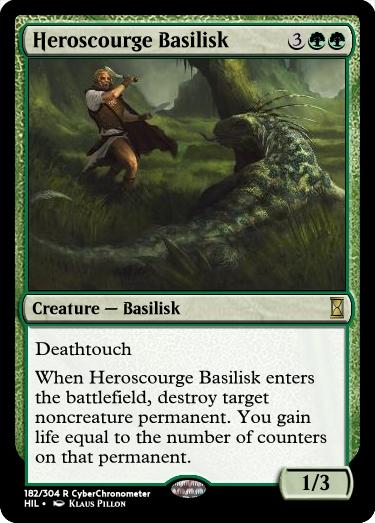 Heroscourge Basilisk 3
Creature — Basilisk
Deathtouch
When Heroscourge Basilisk enters
the battlefield, destroy target
noncreature permanent. You gain
life equal to the number of counters
on that permanent.
1/3
182/304 R CyberChronometer
HIL • Klaus Pillon